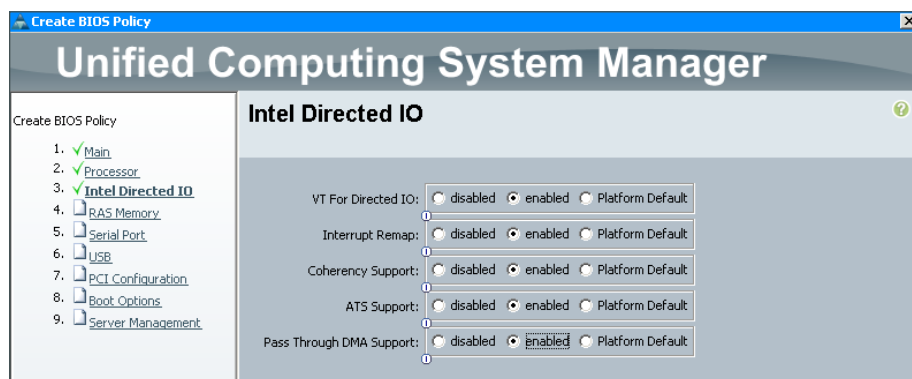 Create BIOS Policy
Unified Computing System Manager
Create BIOS Policy
1. Main
2. Processor
3. Intel Directed IO
4. RAS Memory
5. Serial Port
6. USB
7. PCI Configuration
8. Boot Options
9. Server Management
Intel Directed IO
VT For Directed IO: disabled enabled Platform Default
Interrupt Remap: disabled enabled Platform Default
Coherency Support: disabled enabled Platform Default
ATS Support: disabled enabled Platform Default
Pass Through DMA Support: disabled enabled Platform Default